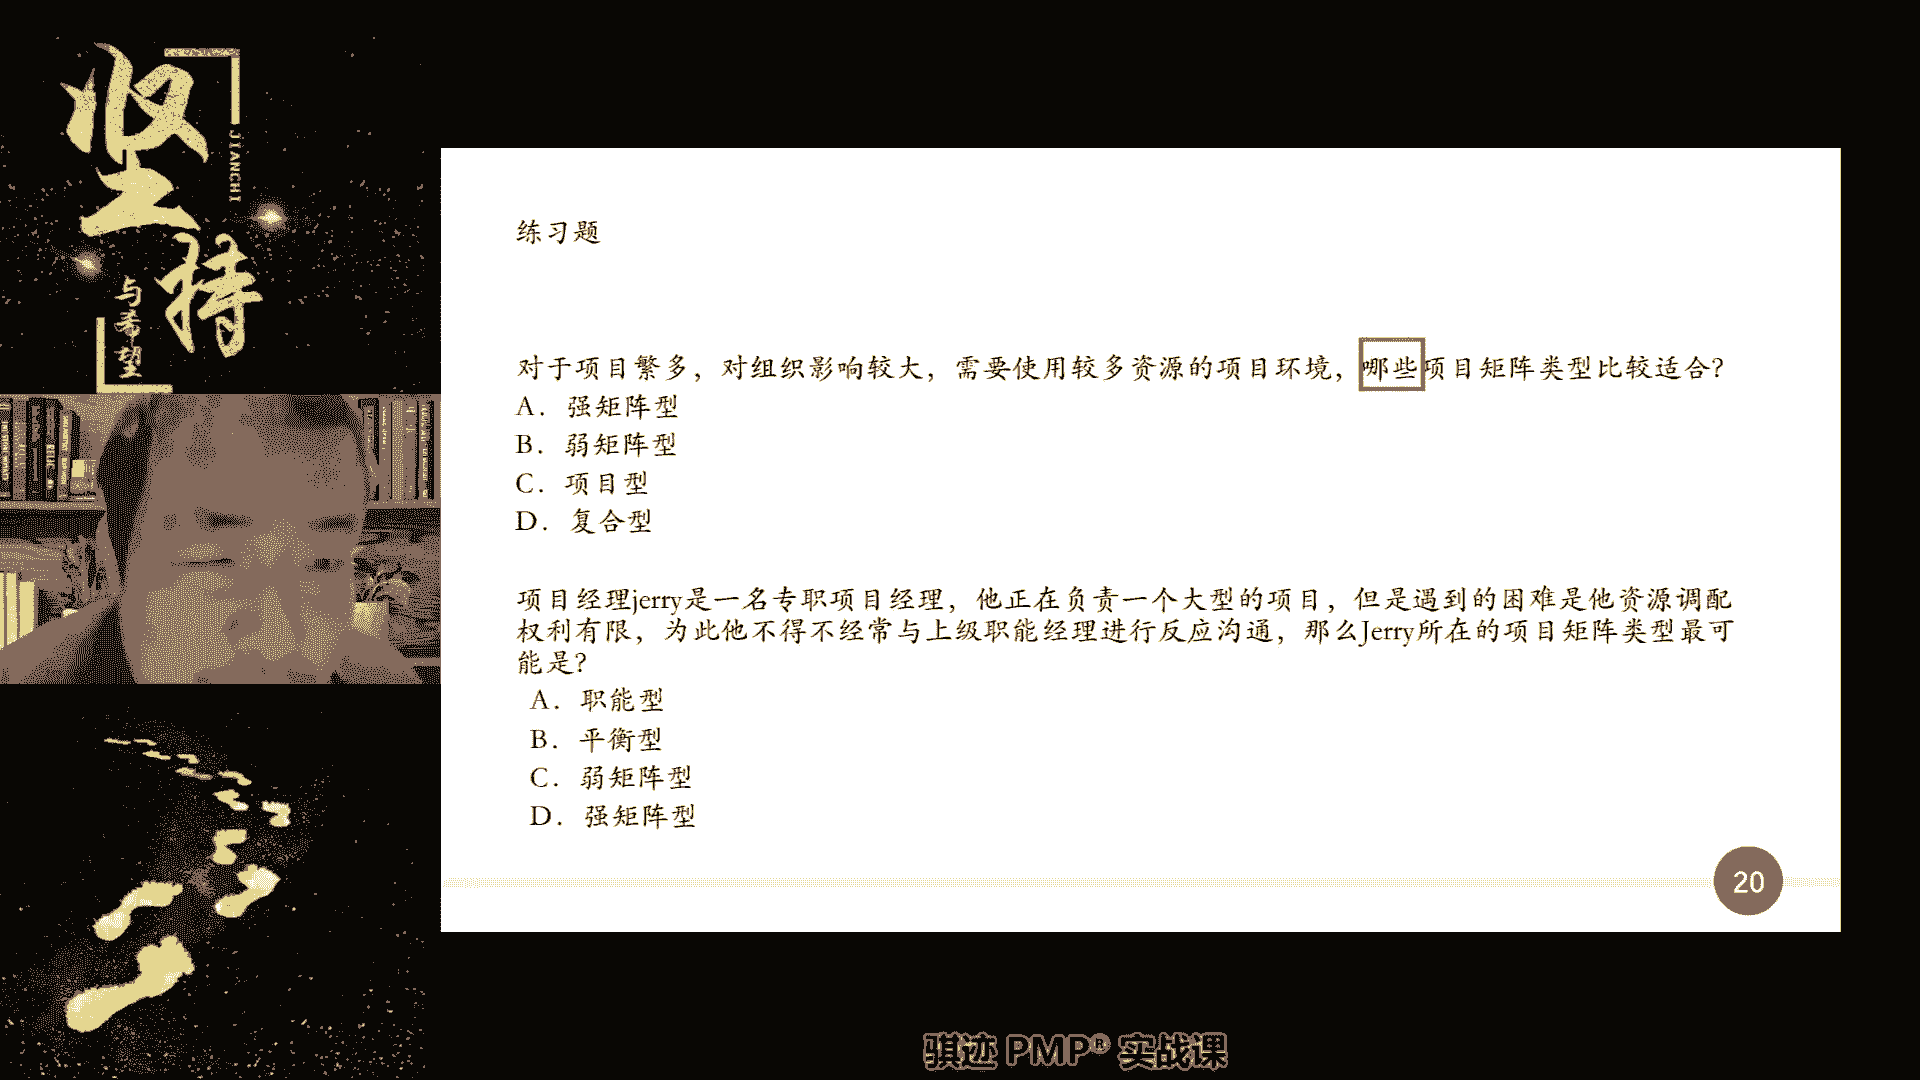 坚持
JIANCHI
与希望
练习题
对于项目繁多，对组织影响较大，需要使用较多资源的项目环境，哪些项目矩阵类型比较适合？
A．强矩阵型
B．弱矩阵型
C．项目型
D．复合型
项目经理jerry是一名专职项目经理，他正在负责一个大型的项目，但是遇到的困难是他资源调配
权利有限，为此他不得不经常与上级职能经理进行反应沟通，那么Jerry所在的项目矩阵类型最可
能是？
A．职能型
B．平衡型
C．弱矩阵型
D．强矩阵型
20
骐迹 PMP® 实战课